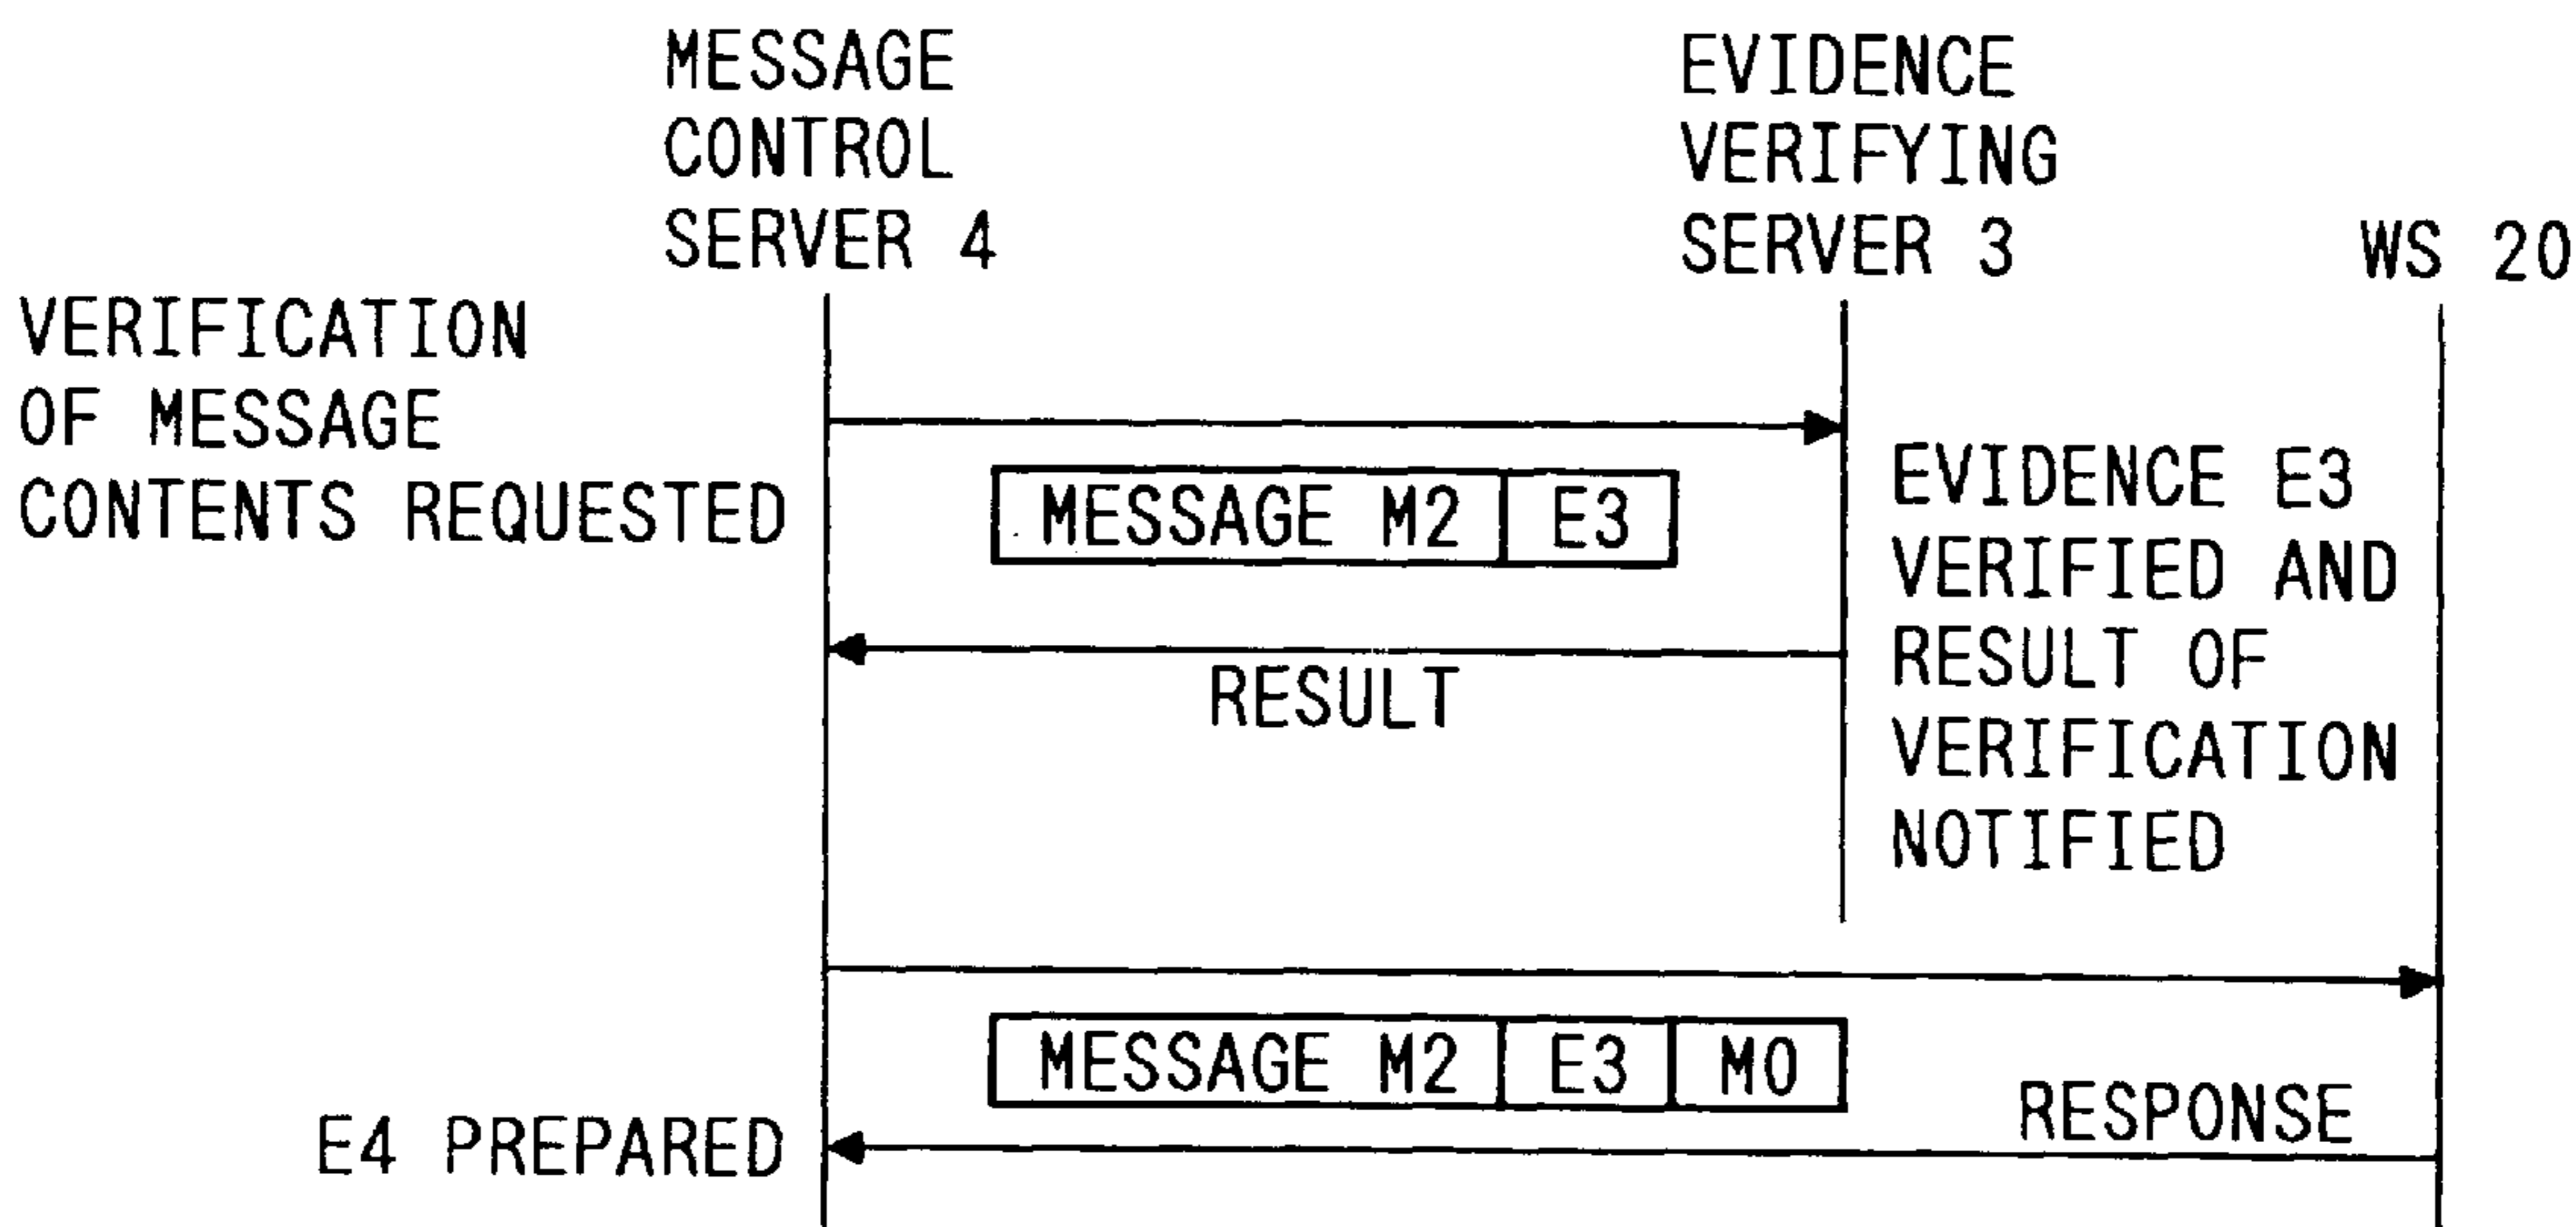 MESSAGE
CONTROL
SERVER 4
EVIDENCE
VERIFYING
SERVER 3
WS 20
VERIFICATION
OF MESSAGE
CONTENTS REQUESTED
MESSAGE M2 E3
EVIDENCE E3
VERIFIED AND
RESULT OF
VERIFICATION
NOTIFIED
RESULT
MESSAGE M2 E3 M0
RESPONSE
E4 PREPARED